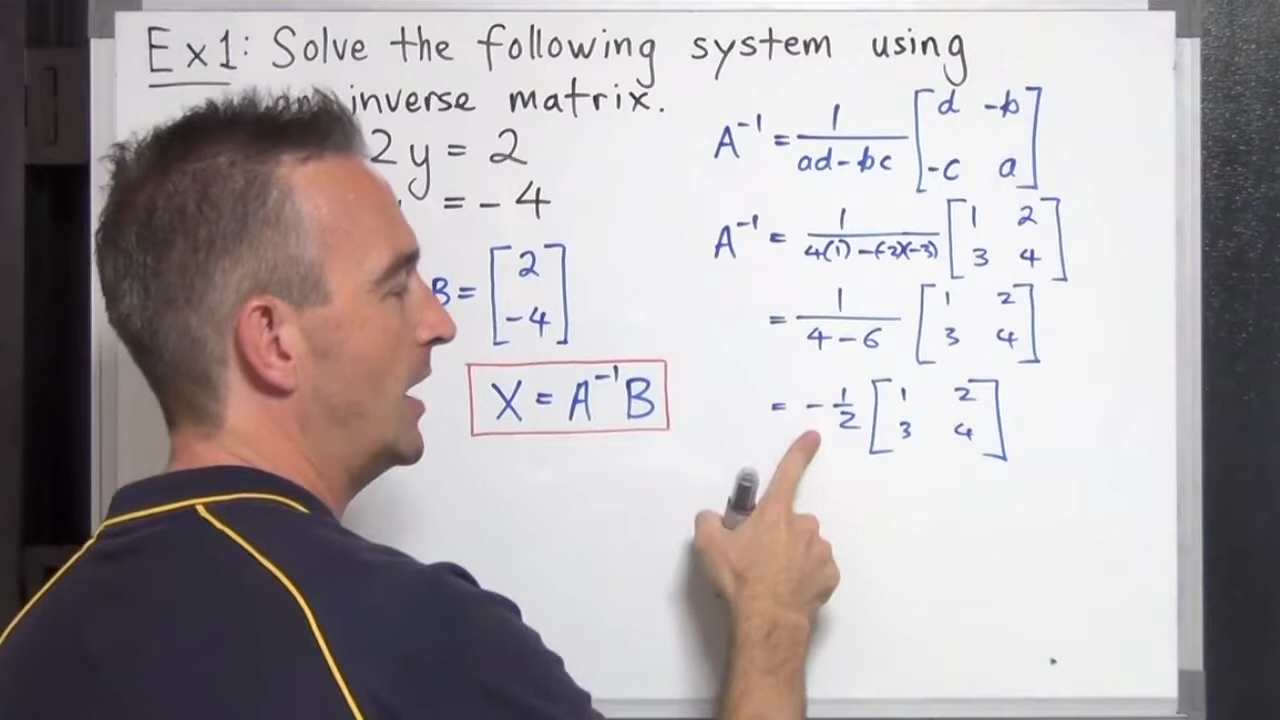 Ex1: Solve the following system using
an inverse matrix.
2y = 2
= -4
B = [2
-4]
X = A⁻¹B
A⁻¹ = 1/(ad-bc) [d -b
-c a]
A⁻¹ = 1/(4(1)-(-2)(-3)) [1 2
3 4]
= 1/(4-6) [1 2
3 4]
= -1/2 [1 2
3 4]